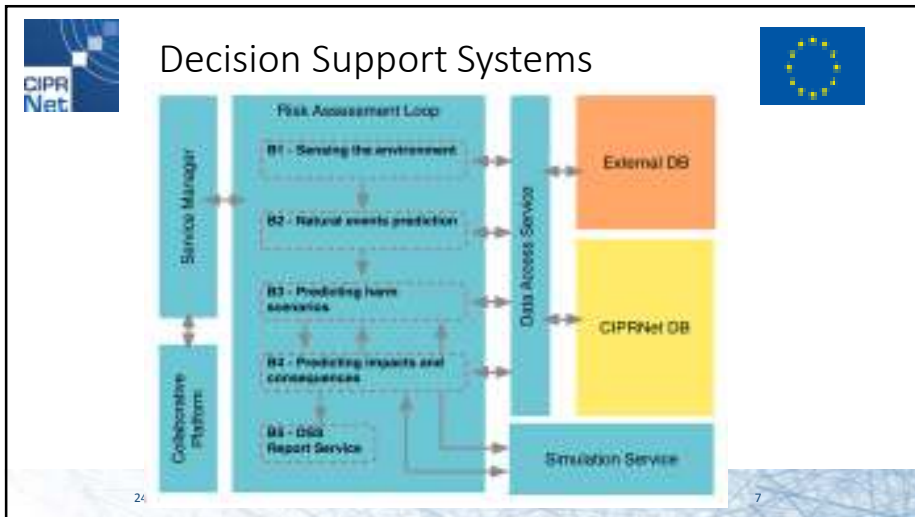 CIPR
Net
Decision Support Systems
Risk Assessment Loop
B1 - Sensing the environment
B2 - Natural events prediction
B3 - Predicting harm
scenarios
B4 - Predicting impacts and
consequences
B5 - DSS
Report Service
Service Manager
Collaborative
Platform
Data Access Service
External DB
CIPRNet DB
Simulation Service
24
7